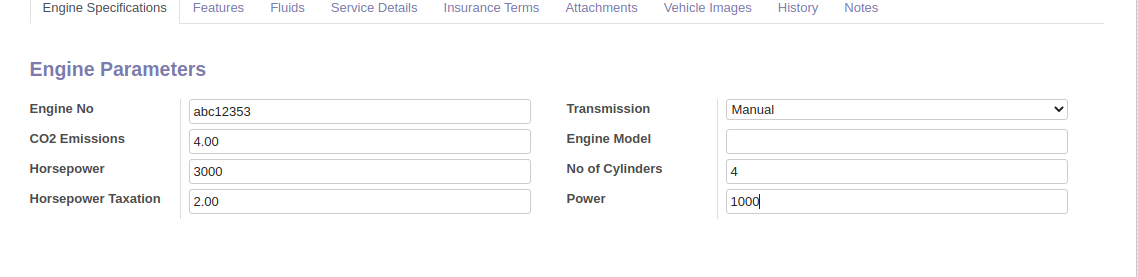 Engine Specifications Features Fluids Service Details Insurance Terms Attachments Vehicle Images History Notes
Engine Parameters
Engine No abc12353 Transmission Manual
CO2 Emissions 4.00 Engine Model
Horsepower 3000 No of Cylinders 4
Horsepower Taxation 2.00 Power 1000